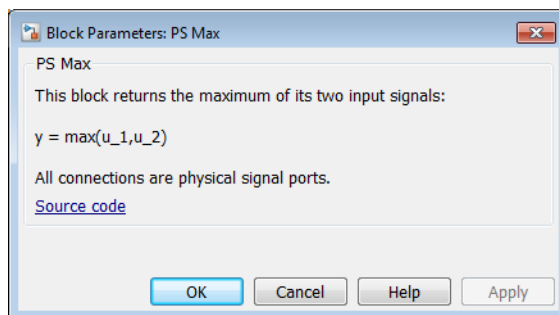 Block Parameters: PS Max
PS Max
This block returns the maximum of its two input signals:
y = max(u_1,u_2)
All connections are physical signal ports.
Source code
OK Cancel Help Apply